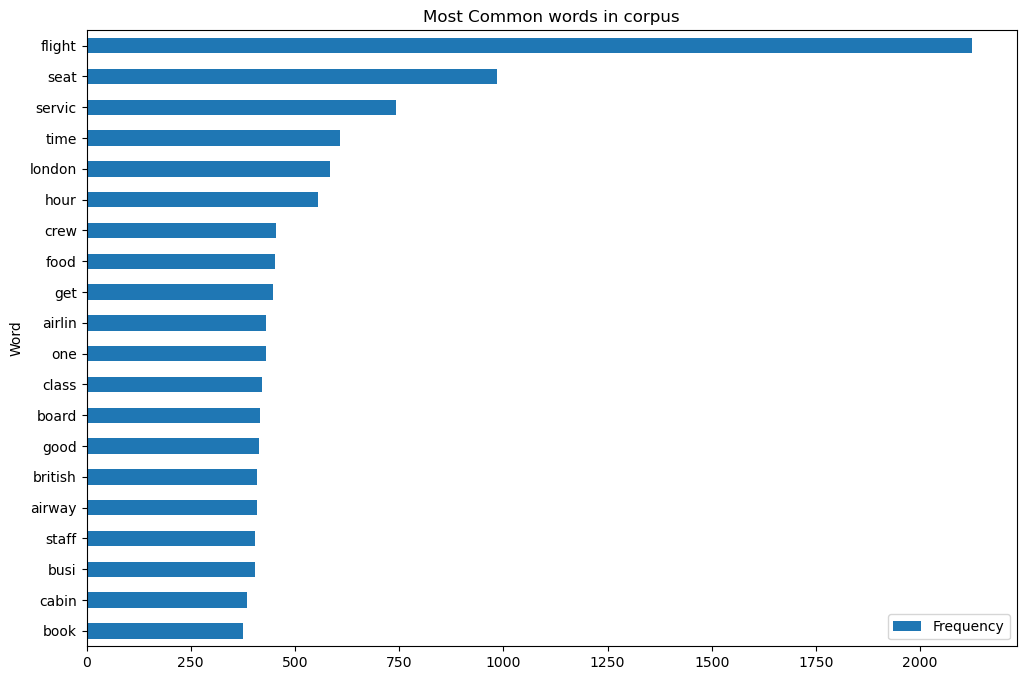 Most Common words in corpus
flight
seat
servic
time
london
hour
crew
food
get
airlin
one
class
board
good
british
airway
staff
busi
cabin
book
Word
0 250 500 750 1000 1250 1500 1750 2000
Frequency